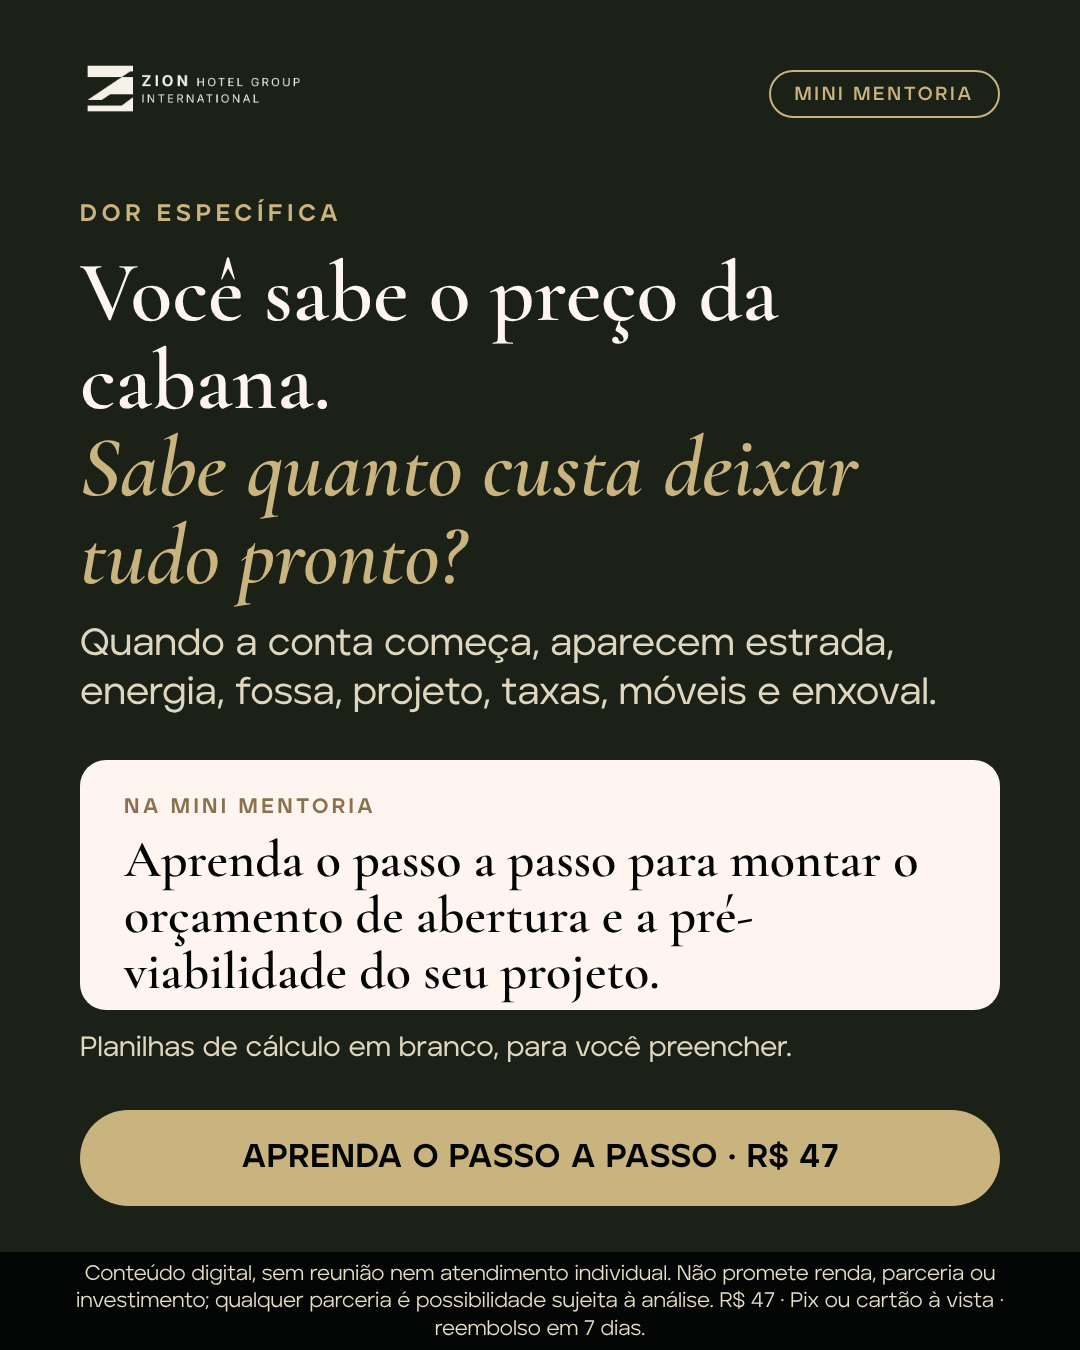 ZION HOTEL GROUP
INTERNATIONAL
MINI MENTORIA
DOR ESPECÍFICA
Você sabe o preço da
cabana.
Sabe quanto custa deixar
tudo pronto?
Quando a conta começa, aparecem estrada,
energia, fossa, projeto, taxas, móveis e enxoval.
NA MINI MENTORIA
Aprenda o passo a passo para montar o
orçamento de abertura e a pré-
viabilidade do seu projeto.
Planilhas de cálculo em branco, para você preencher.
APRENDA O PASSO A PASSO · R$ 47
Conteúdo digital, sem reunião nem atendimento individual. Não promete renda, parceria ou
investimento; qualquer parceria é possibilidade sujeita à análise. R$ 47 · Pix ou cartão à vista ·
reembolso em 7 dias.